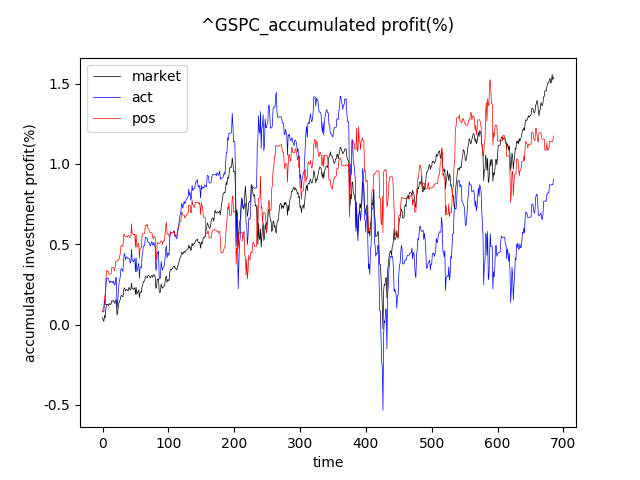 ^GSPC_accumulated profit(%)
market
act
pos
1.5
1.0
0.5
0.0
-0.5
accumulated investment profit(%)
0 100 200 300 400 500 600 700
time